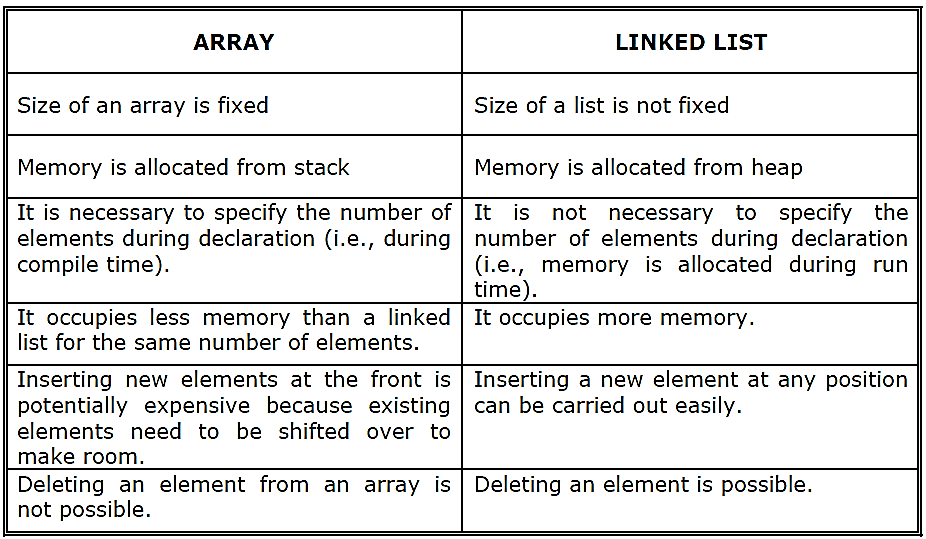 ARRAY
LINKED LIST
Size of an array is fixed
Size of a list is not fixed
Memory is allocated from stack
Memory is allocated from heap
It is necessary to specify the number of
elements during declaration (i.e., during
compile time).
It is not necessary to specify the
number of elements during declaration
(i.e., memory is allocated during run
time).
It occupies less memory than a linked
list for the same number of elements.
It occupies more memory.
Inserting new elements at the front is
potentially expensive because existing
elements need to be shifted over to
make room.
Inserting a new element at any position
can be carried out easily.
Deleting an element from an array is
not possible.
Deleting an element is possible.